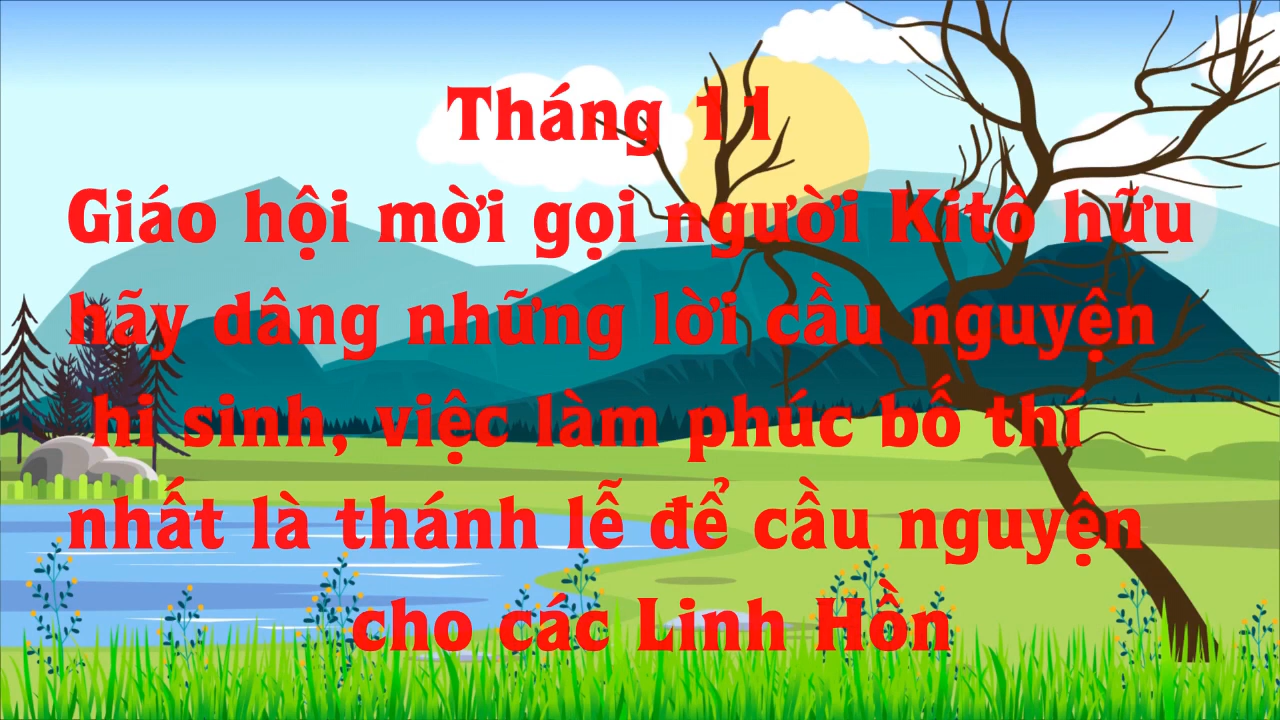 Tháng 11
Giáo hội mời gọi người Kitô hữu
hãy dâng những lời cầu nguyện
hi sinh, việc làm phúc bố thí
nhất là thánh lễ để cầu nguyện
cho các Linh Hồn